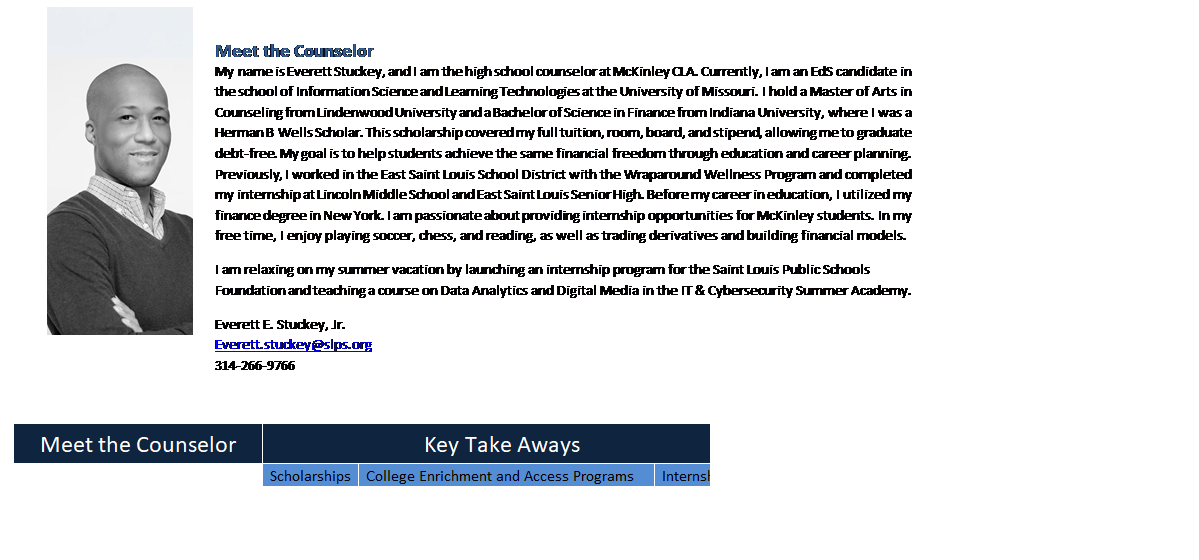 Meet the Counselor
My name is Everett Stuckey, and I am the high school counselor at McKinley CLA. Currently, I am an EdS candidate in
the school of Information Science and Learning Technologies at the University of Missouri. I hold a Master of Arts in
Counseling from Lindenwood University and a Bachelor of Science in Finance from Indiana University, where I was a
Herman B Wells Scholar. This scholarship covered my full tuition, room, board, and stipend, allowing me to graduate
debt-free. My goal is to help students achieve the same financial freedom through education and career planning.
Previously, I worked in the East Saint Louis School District with the Wraparound Wellness Program and completed
my internship at Lincoln Middle School and East Saint Louis Senior High. Before my career in education, I utilized my
finance degree in New York. I am passionate about providing internship opportunities for McKinley students. In my
free time, I enjoy playing soccer, chess, and reading, as well as trading derivatives and building financial models.
I am relaxing on my summer vacation by launching an internship program for the Saint Louis Public Schools
Foundation and teaching a course on Data Analytics and Digital Media in the IT & Cybersecurity Summer Academy.
Everett E. Stuckey, Jr.
Everett.stuckey@slps.org
314-266-9766
Meet the Counselor Key Take Aways
Scholarships College Enrichment and Access Programs